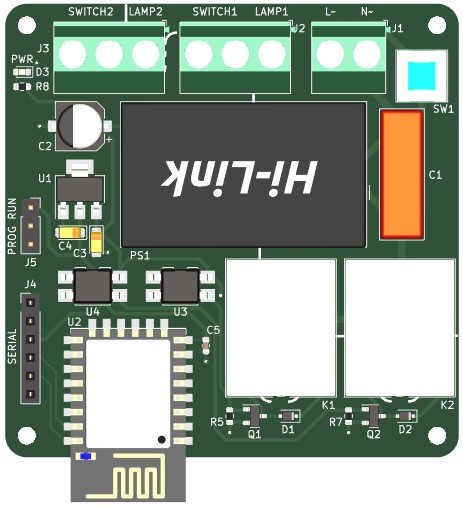 SWITCH2 LAMP2 SWITCH1 LAMP1 L~ N~
J3 J2 J1
PWR
D3
R8
SW1
C2
+
Hi-Link
C1
U1
PROG RUN
C4
C3
PS1
J5
J4
U4
U3
U2
SERIAL
C5
K1
K2
R5
Q1
D1
R7
Q2
D2